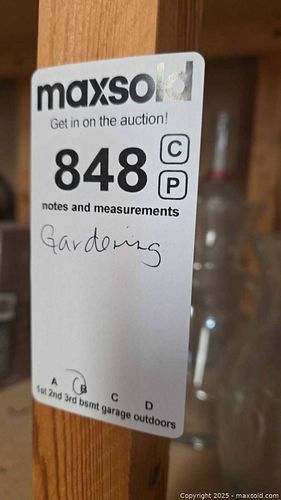 maxsold
Get in on the auction!
848 C
P
notes and measurements
Gardening
A B C D
1st 2nd 3rd bsmt garage outdoors
Copyright 2025 - maxsold.com